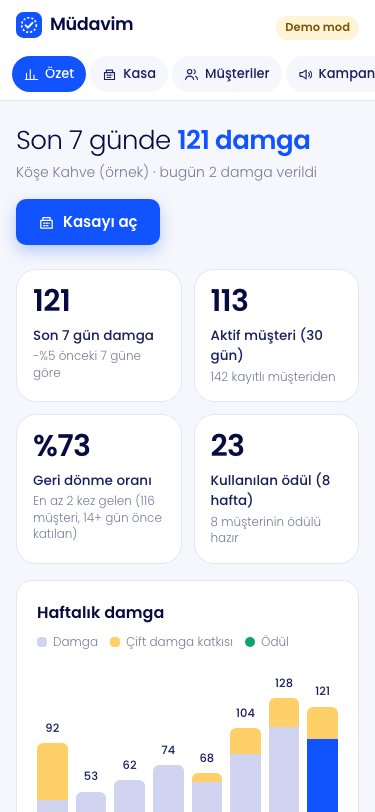 Müdavim
Demo mod
Özet
Kasa
Müşteriler
Kampan
Son 7 günde 121 damga
Köşe Kahve (örnek) · bugün 2 damga verildi
Kasayı aç
121
Son 7 gün damga
-%5 önceki 7 güne
göre
113
Aktif müşteri (30
gün)
142 kayıtlı müşteriden
%73
Geri dönme oranı
En az 2 kez gelen (116
müşteri, 14+ gün önce
katılan)
23
Kullanılan ödül (8
hafta)
8 müşterinin ödülü
hazır
Haftalık damga
Damga
Çift damga katkısı
Ödül
92
53
62
74
68
104
128
121